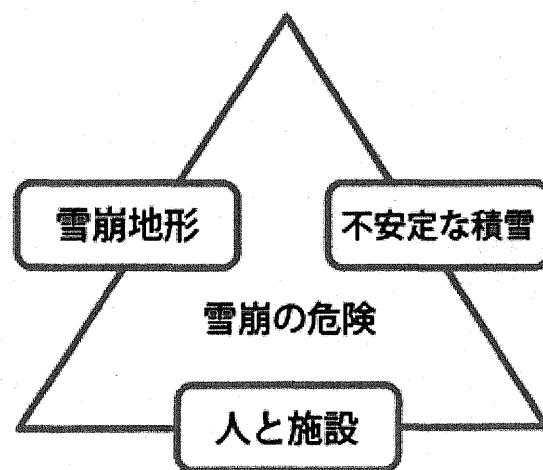 雪崩地形
不安定な積雪
雪崩の危険
人と施設